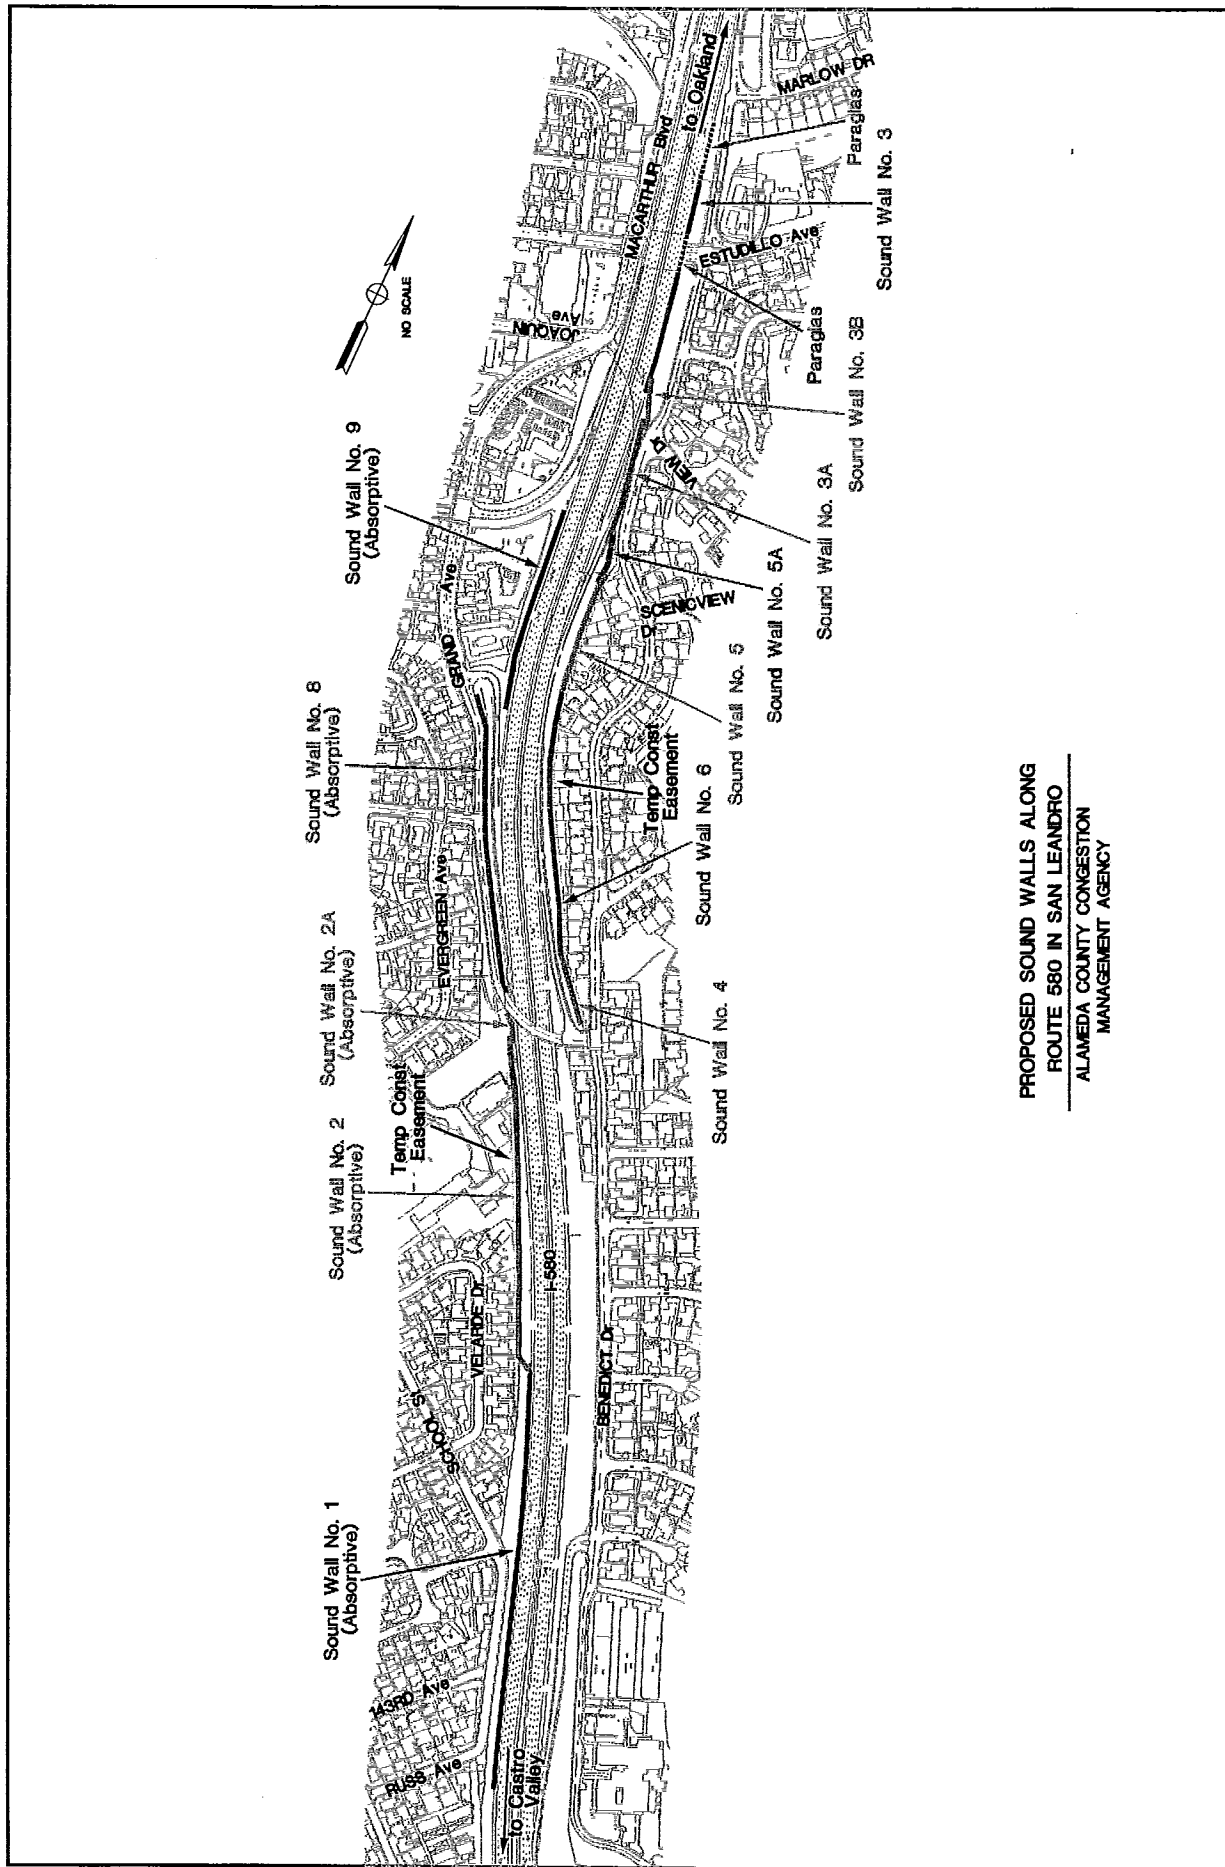 PROPOSED SOUND WALLS ALONG
ROUTE 580 IN SAN LEANDRO
ALAMEDA COUNTY CONGESTION
MANAGEMENT AGENCY
NO SCALE
Sound Wall No. 1
(Absorptive)
Sound Wall No. 2
(Absorptive)
Sound Wall No. 2A
(Absorptive)
Sound Wall No. 8
(Absorptive)
Sound Wall No. 9
(Absorptive)
Temp Const
Easement
RUSS Ave
143RD Ave
SCHOOL St
VELARDE Dr
EVERGREEN Ave
GRAND Ave
JOAQUIN
Ave
MACARTHUR Blvd
to Oakland
to Castro
Valley
I-580
BENEDICT Dr
Temp Const
Easement
SCENICVIEW
Dr
VIEW Dr
ESTUDILLO Ave
MARLOW DR
Sound Wall No. 4
Sound Wall No. 6
Sound Wall No. 5
Sound Wall No. 5A
Sound Wall No. 3A
Sound Wall No. 3B
Paraglas
Sound Wall No. 3
Paraglas